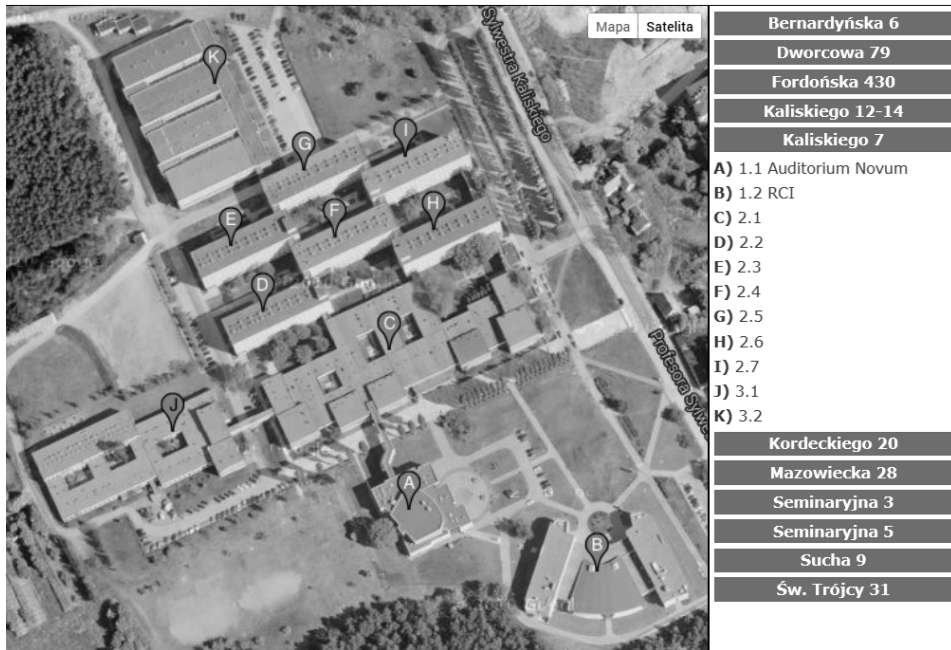 Mapa
Satelita
Sylwestra Kaliskiego
Profesora Sylwe
K
I
G
H
F
E
D
C
J
A
B
Bernardyńska 6
Dworcowa 79
Fordońska 430
Kaliskiego 12-14
Kaliskiego 7
A) 1.1 Auditorium Novum
B) 1.2 RCI
C) 2.1
D) 2.2
E) 2.3
F) 2.4
G) 2.5
H) 2.6
I) 2.7
J) 3.1
K) 3.2
Kordeckiego 20
Mazowiecka 28
Seminaryjna 3
Seminaryjna 5
Sucha 9
Św. Trójcy 31